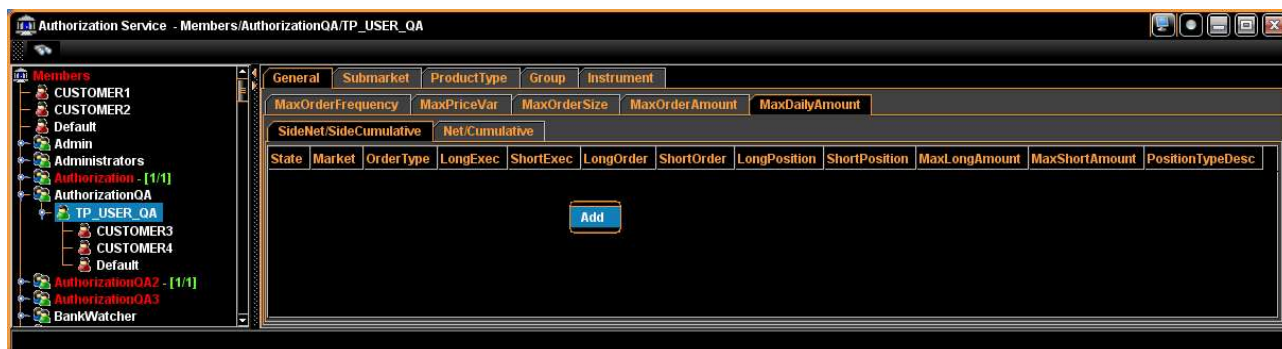 Authorization Service - Members/AuthorizationQA/TP_USER_QA
Members
CUSTOMER1
CUSTOMER2
Default
Admin
Administrators
Authorization - [1/1]
AuthorizationQA
TP_USER_QA
CUSTOMER3
CUSTOMER4
Default
AuthorizationQA2 - [1/1]
AuthorizationQA3
BankWatcher
General Submarket ProductType Group Instrument
MaxOrderFrequency MaxPriceVar MaxOrderSize MaxOrderAmount MaxDailyAmount
SideNet/SideCumulative Net/Cumulative
State Market OrderType LongExec ShortExec LongOrder ShortOrder LongPosition ShortPosition MaxLongAmount MaxShortAmount PositionTypeDesc
Add